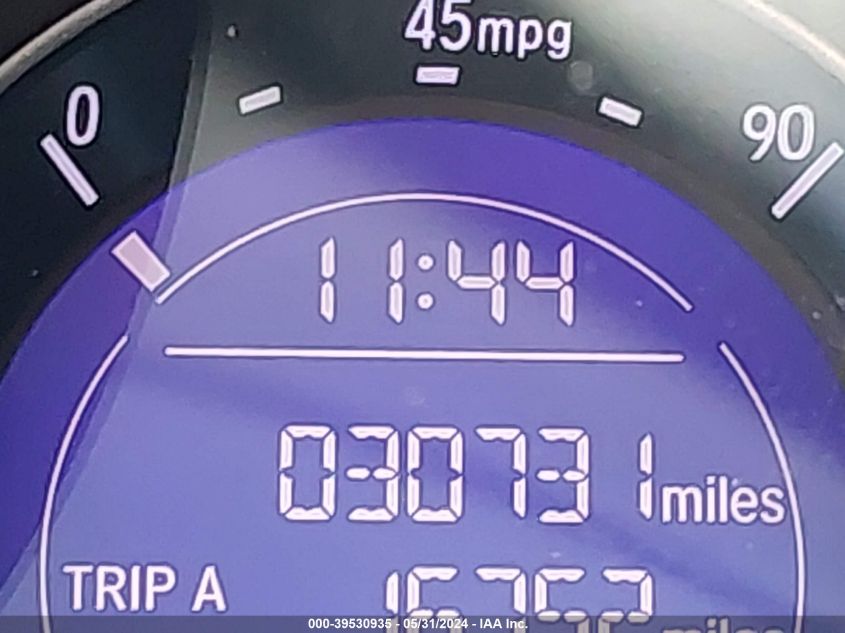 45mpg
0
90
11:44
030731 miles
TRIP A
000-39530935 - 05/31/2024 - IAA Inc.